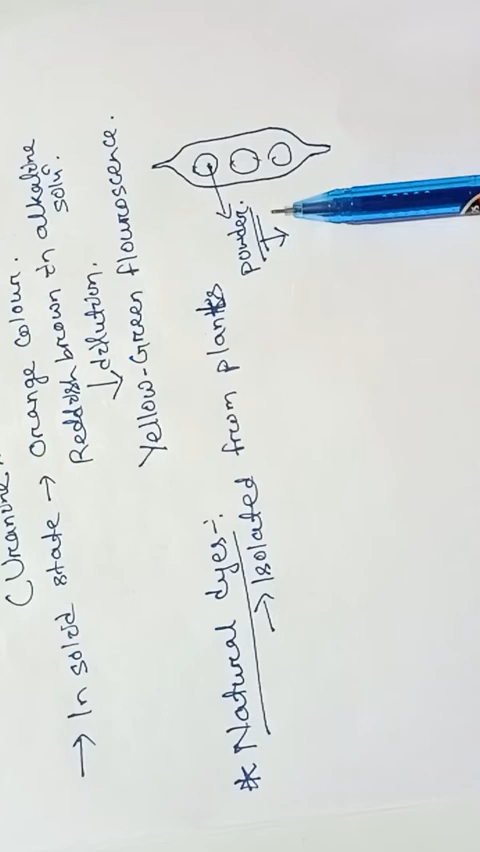 (Uranine
→ In solid state → Orange colour.
Reddish brown in alkaline soln.
↓ dilution.
Yellow-Green flouroscence.
* Natural dyes -:
→ Isolated from plants
powder.